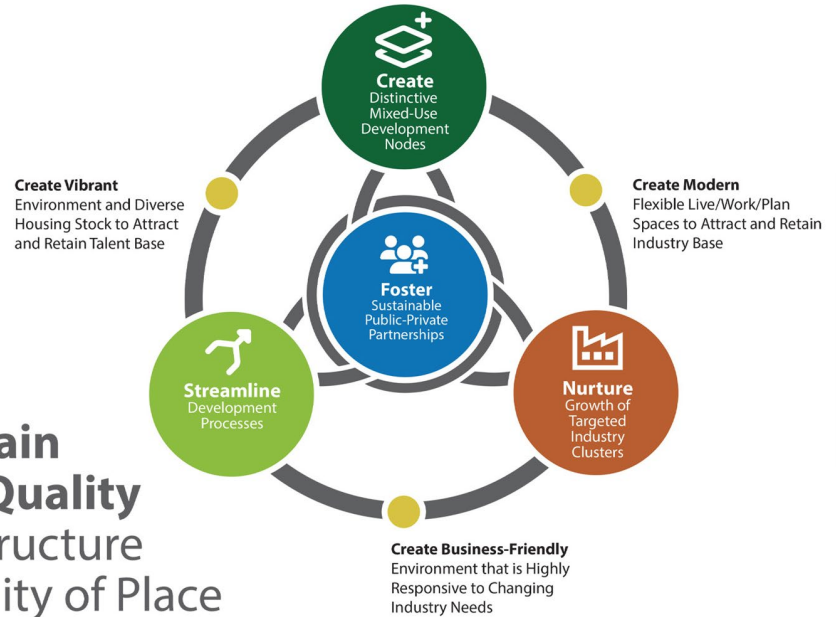 Create
Distinctive
Mixed-Use
Development
Nodes
Create Vibrant
Environment and Diverse
Housing Stock to Attract
and Retain Talent Base
Create Modern
Flexible Live/Work/Plan
Spaces to Attract and Retain
Industry Base
Foster
Sustainable
Public-Private
Partnerships
Streamline
Development
Processes
Nurture
Growth of
Targeted
Industry
Clusters
Quality
of Place
Create Business-Friendly
Environment that is Highly
Responsive to Changing
Industry Needs